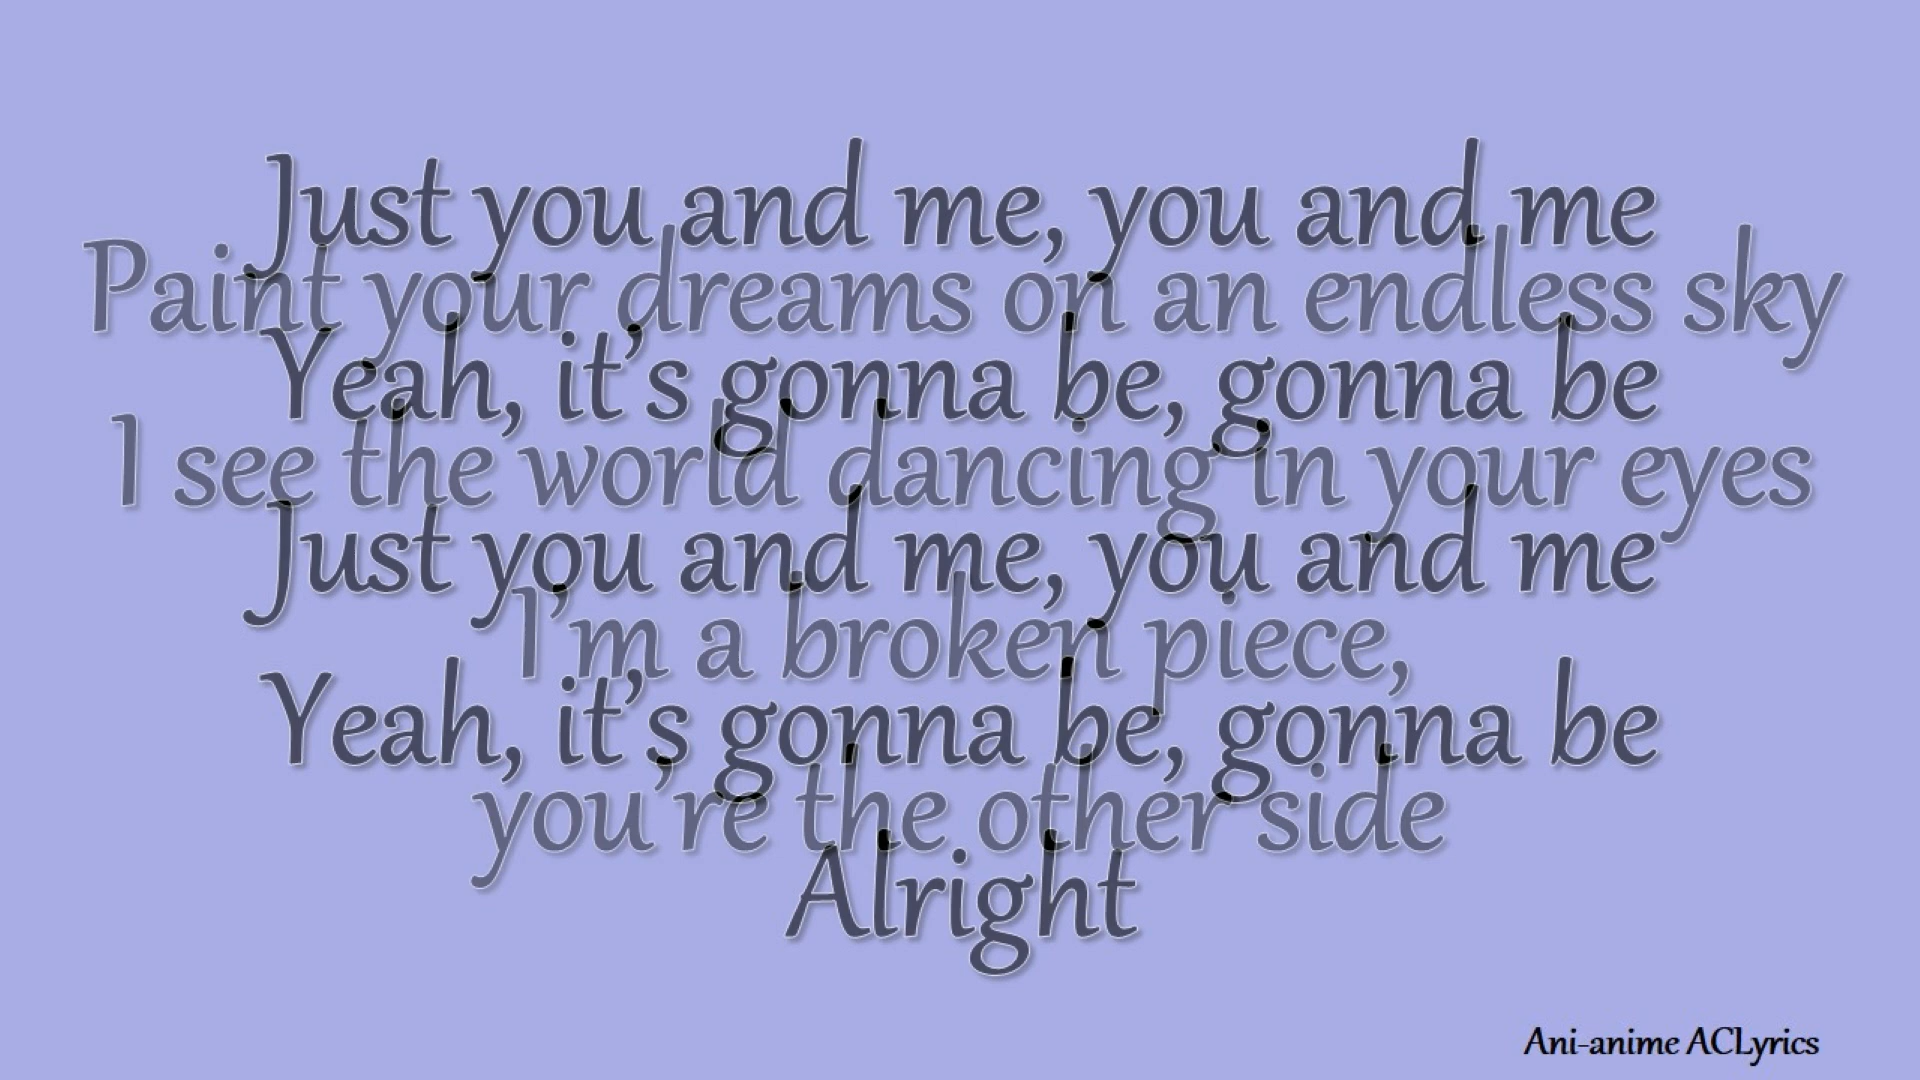 Just you and me, you and me
Paint your dreams on an endless sky
Yeah, it’s gonna be, gonna be
I see the world dancing in your eyes
Just you and me, you and me
I’m a broken piece,
Yeah, it’s gonna be, gonna be
you’re the other side
Alright
Ani-anime ACLyrics